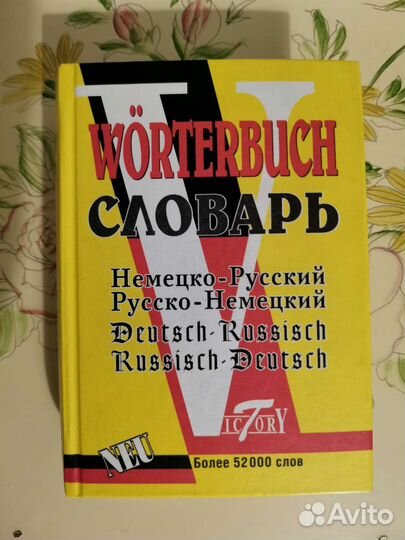 WÖRTERBUCH
СЛОВАРЬ
Немецко-Русский
Русско-Немецкий
Deutsch-Russisch
Russisch-Deutsch
VICTORY
NEU
Более 52000 слов
Avito